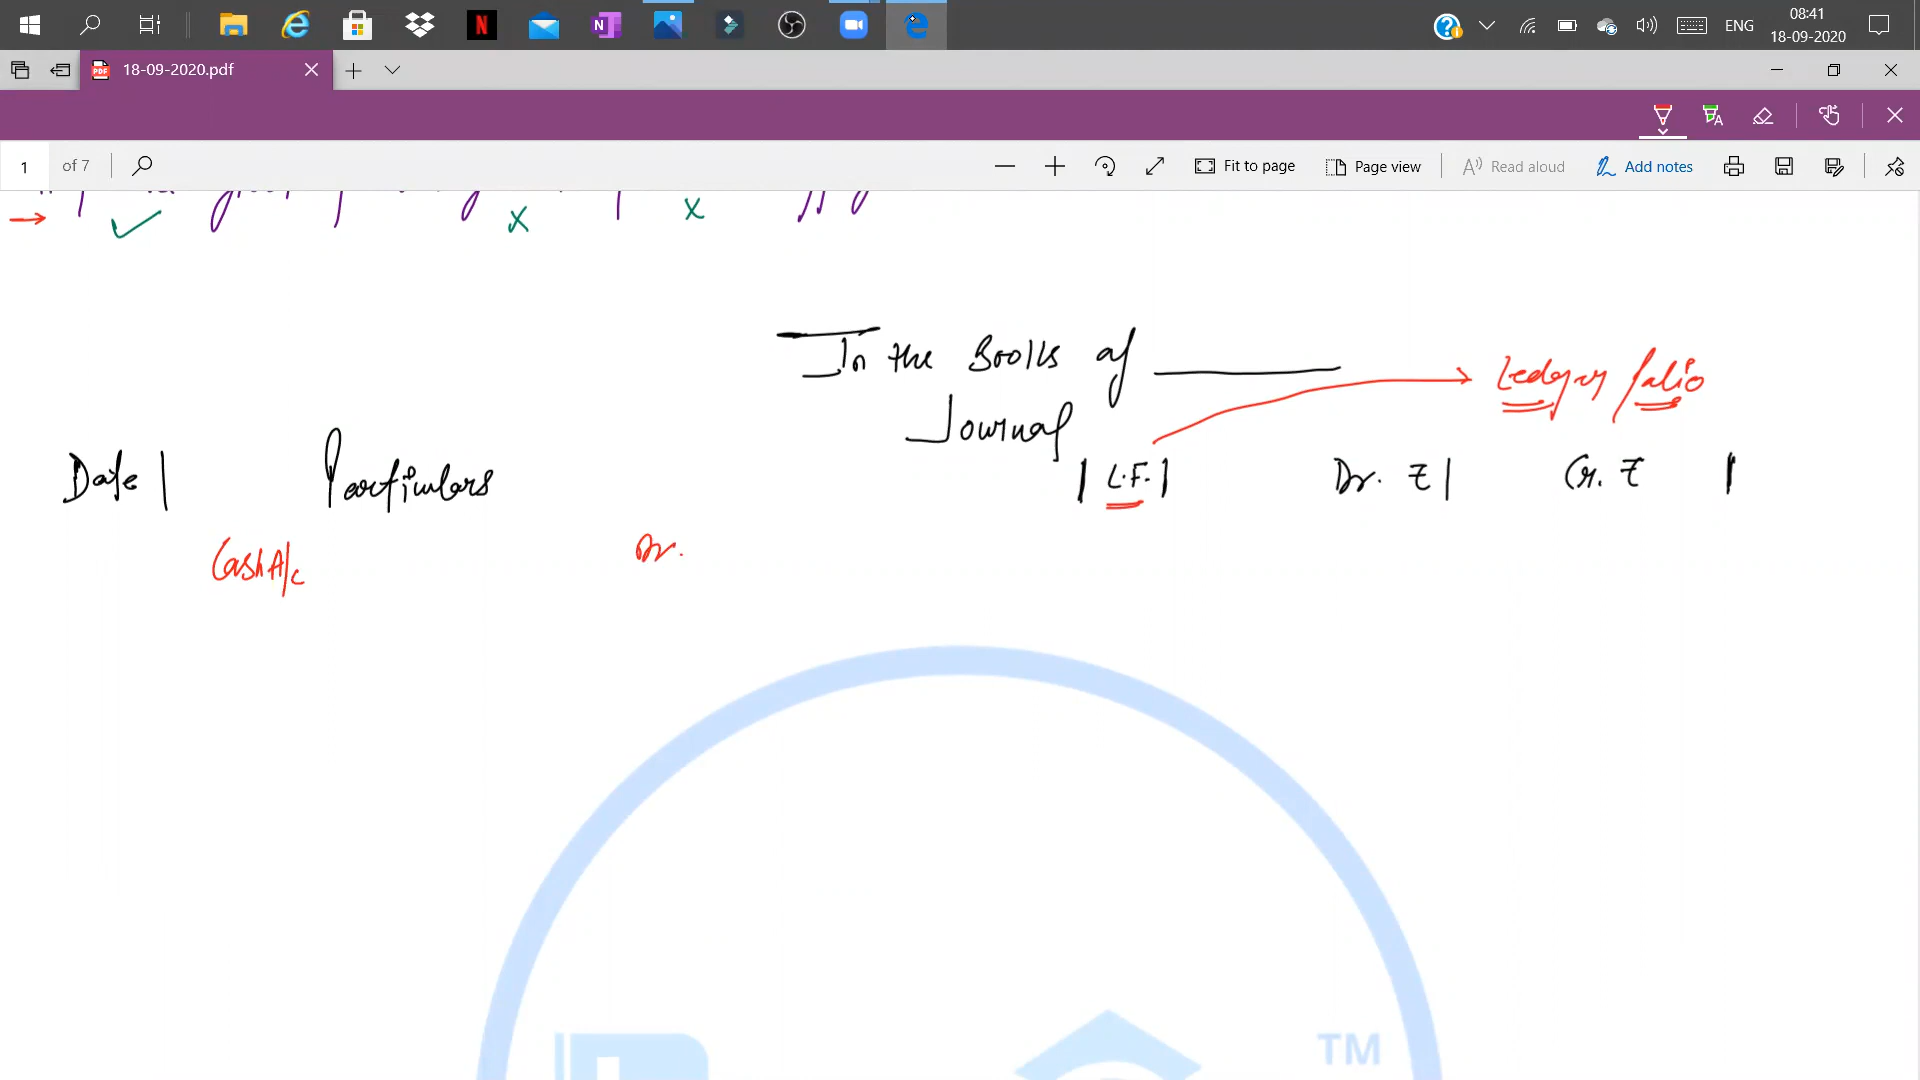 08:41
ENG
18-09-2020
18-09-2020.pdf
1 of 7
Fit to page
Page view
Read aloud
Add notes
In the Books of
Ledger folio
Journal
Date | Particulars | L.F. | Dr. ₹ | Cr. ₹ |
Cash A/c Dr.
TM